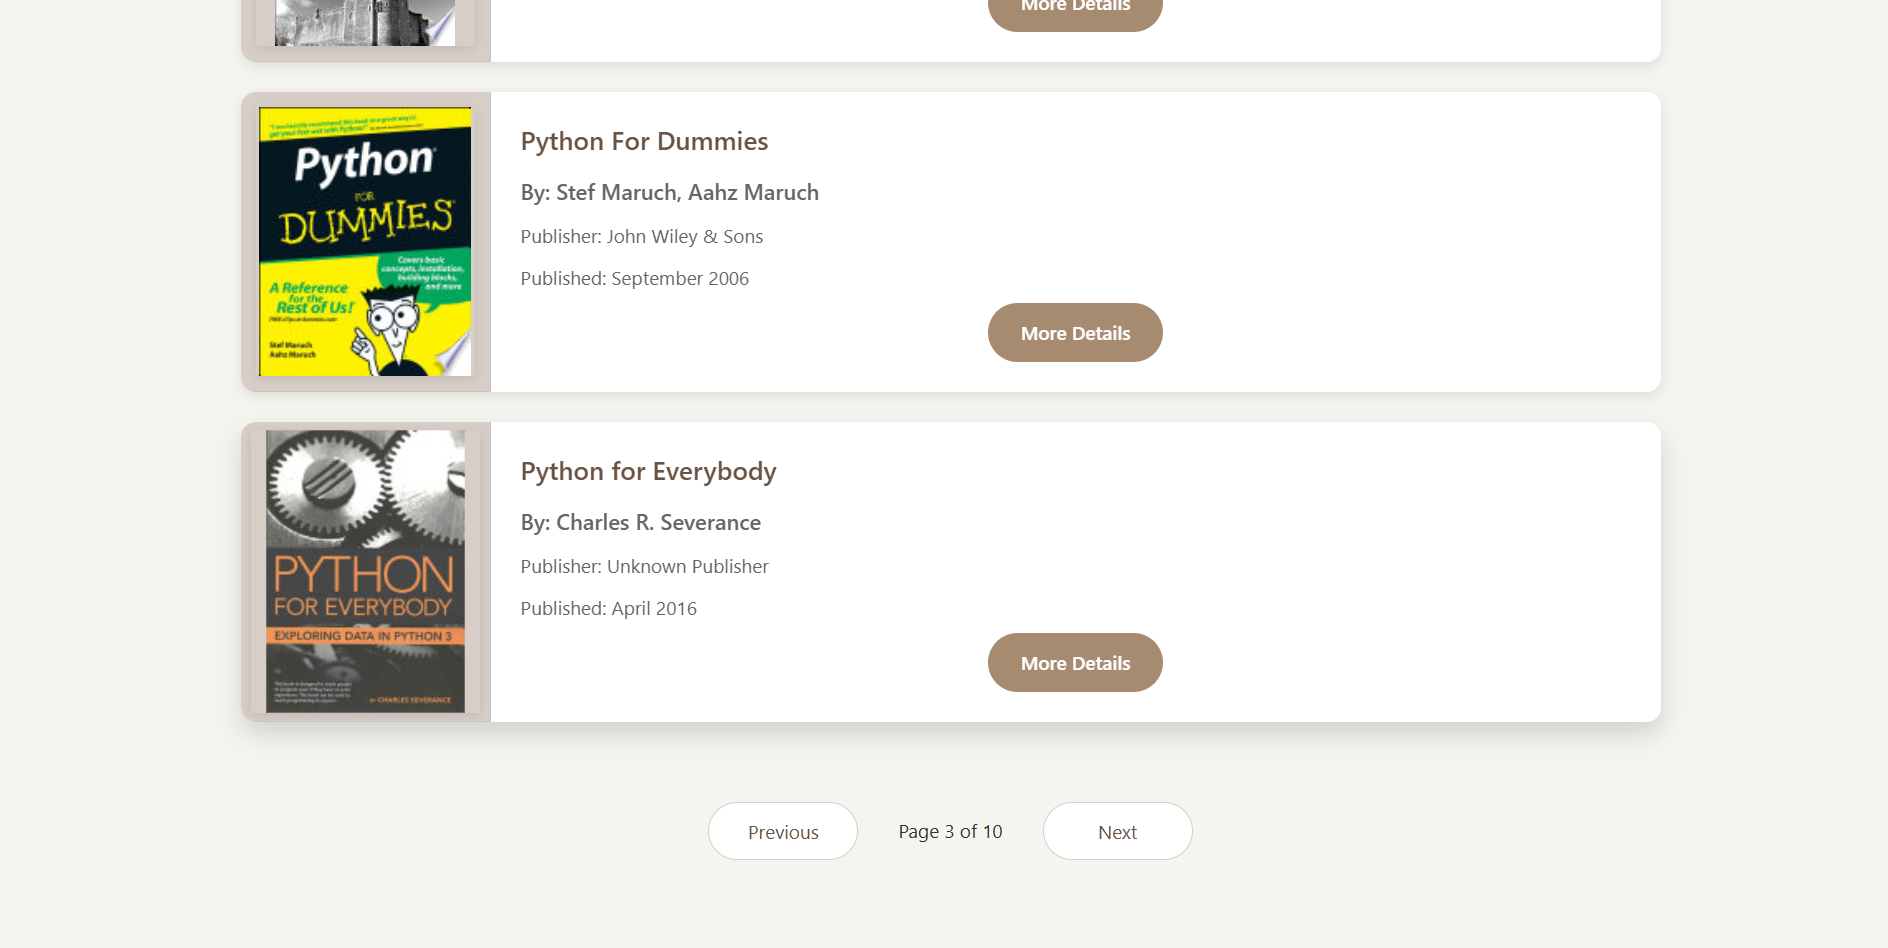 More Details
Python
FOR
DUMMIES
Covers basic
concepts, installation,
building blocks,
and more
A Reference
for the
Rest of Us!
Stef Maruch
Aahz Maruch
Python For Dummies
By: Stef Maruch, Aahz Maruch
Publisher: John Wiley & Sons
Published: September 2006
More Details
PYTHON
FOR EVERYBODY
EXPLORING DATA IN PYTHON 3
BY CHARLES SEVERANCE
Python for Everybody
By: Charles R. Severance
Publisher: Unknown Publisher
Published: April 2016
More Details
Previous
Page 3 of 10
Next